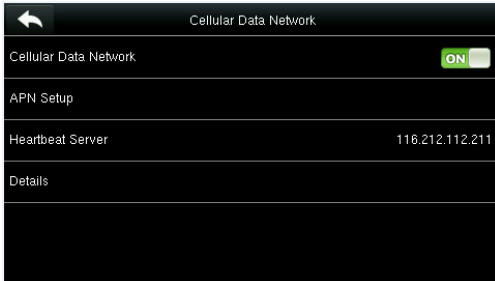 Cellular Data Network
Cellular Data Network ON
APN Setup
Heartbeat Server 116.212.112.211
Details